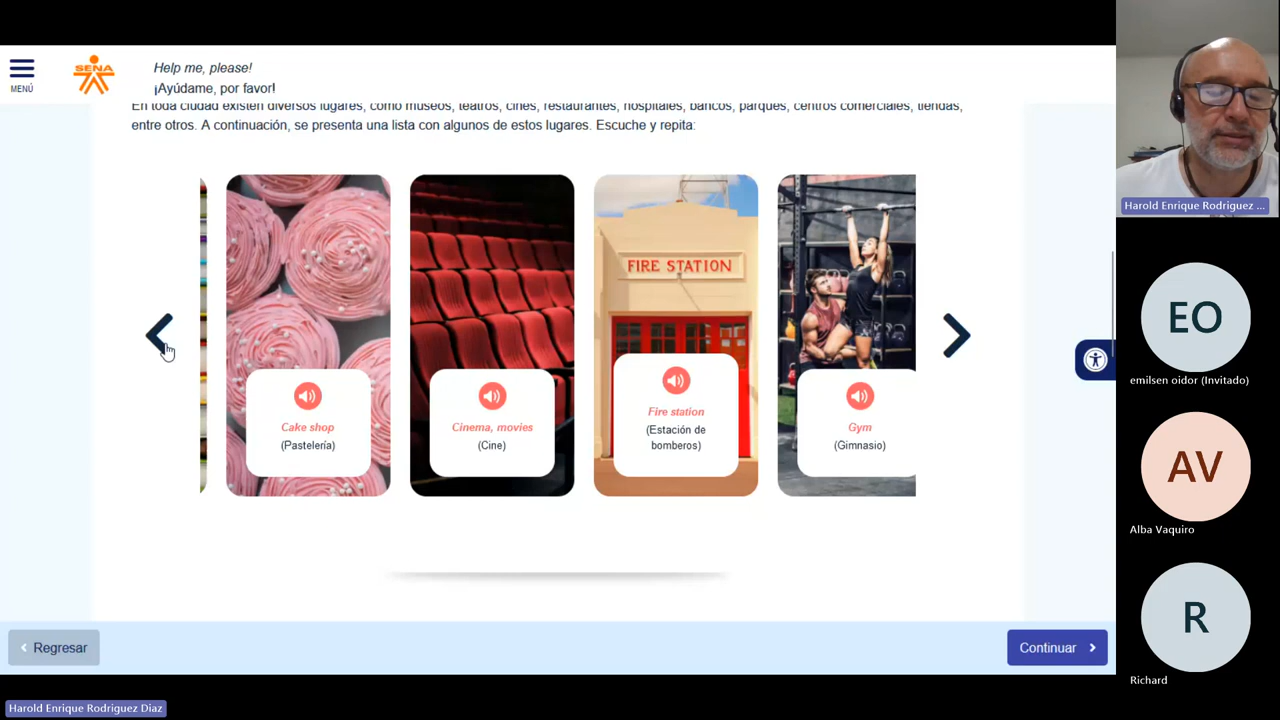 MENÚ
SENA
Help me, please!
¡Ayúdame, por favor!
En toda ciudad existen diversos lugares, como museos, teatros, cines, restaurantes, hospitales, bancos, parques, centros comerciales, tiendas,
entre otros. A continuación, se presenta una lista con algunos de estos lugares. Escuche y repita:
FIRE STATION
Cake shop
(Pastelería)
Cinema, movies
(Cine)
Fire station
(Estación de
bomberos)
Gym
(Gimnasio)
Regresar
Continuar
Harold Enrique Rodriguez Diaz
Harold Enrique Rodriguez ...
EO
emilsen oidor (Invitado)
AV
Alba Vaquiro
R
Richard